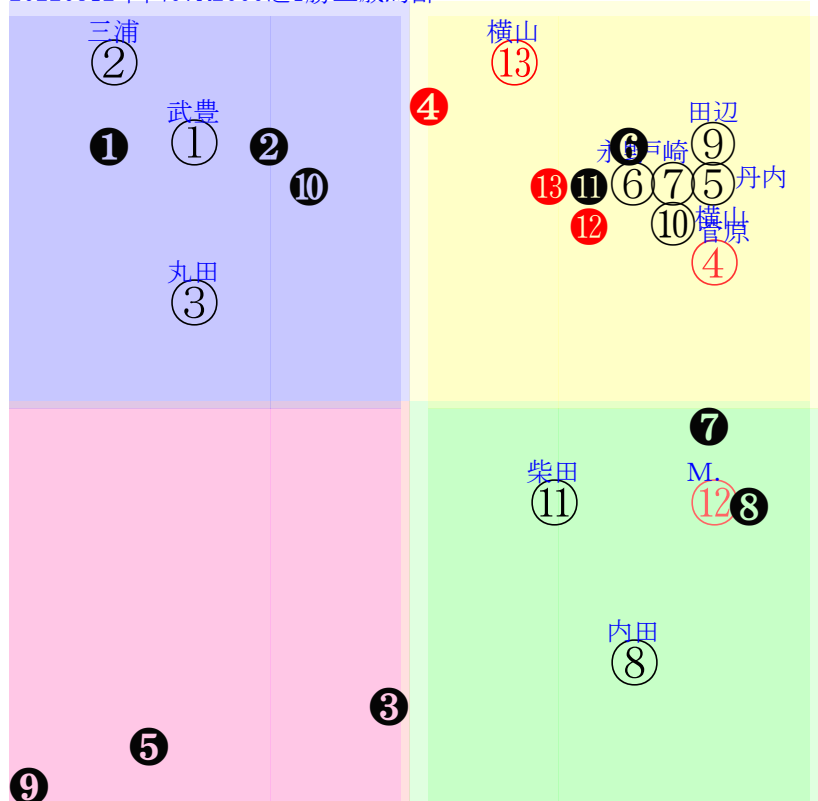 三浦
②
横山
⑬
❹
武豊
①
❶
❷
❿
田辺
⑨
❻
戸崎
⑥
⑦
⑤
丹内
⑬
⓫
⑫
⑩
横山
菅原
④
丸田
③
❼
柴田
⑪
M.
⑫
❽
内田
⑧
❸
❺
❾